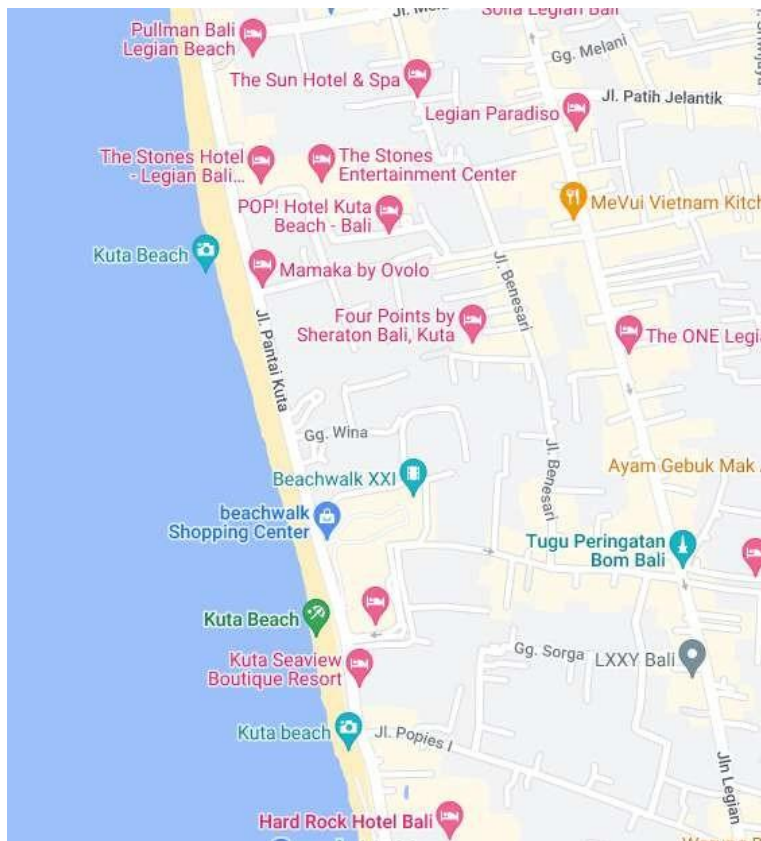 Pullman Bali
Legian Beach
Sofia Legian Bali
Gg. Melani
The Sun Hotel & Spa
Jl. Patih Jelantik
Legian Paradiso
The Stones Hotel
- Legian Bali...
The Stones
Entertainment Center
POP! Hotel Kuta
Beach - Bali
MeVui Vietnam Kitch
Kuta Beach
Mamaka by Ovolo
Jl. Benesari
Jl. Pantai Kuta
Four Points by
Sheraton Bali, Kuta
The ONE Legia
Gg. Wina
Jl. Benesari
Ayam Gebuk Mak
Beachwalk XXI
beachwalk
Shopping Center
Tugu Peringatan
Bom Bali
Kuta Beach
Gg. Sorga
LXXY Bali
Kuta Seaview
Boutique Resort
Kuta beach
Jl. Popies I
Jln Legian
Hard Rock Hotel Bali